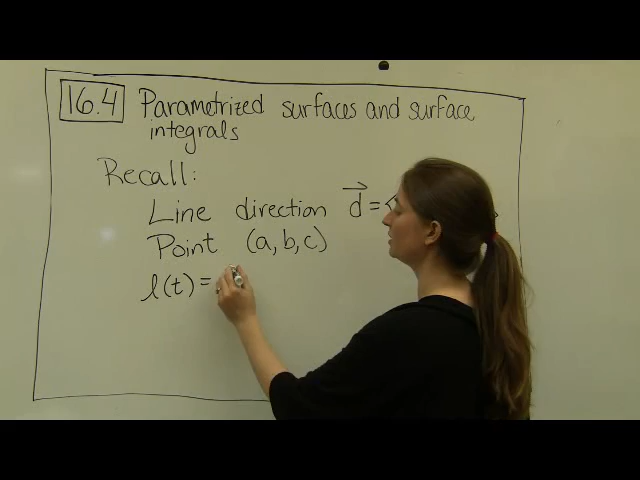 16.4 Parametrized surfaces and surface
integrals
Recall:
Line direction d⃗ = <
Point (a, b, c)
l(t) =